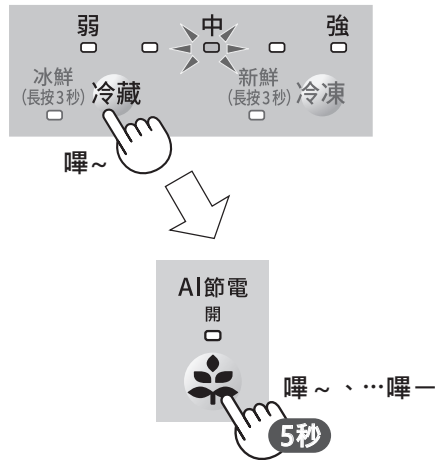 弱 中 強
冰鮮 新鮮
(長按3秒) 冷藏 (長按3秒) 冷凍
嗶~
AI節電
開
嗶~、…嗶－
5秒